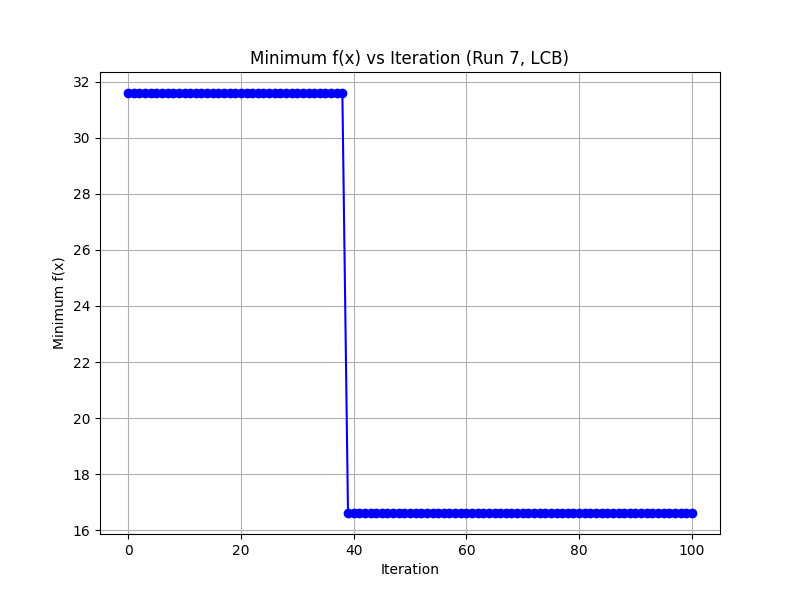 Minimum f(x) vs Iteration (Run 7, LCB)
32
30
28
26
24
22
20
18
16
Minimum f(x)
0 20 40 60 80 100
Iteration